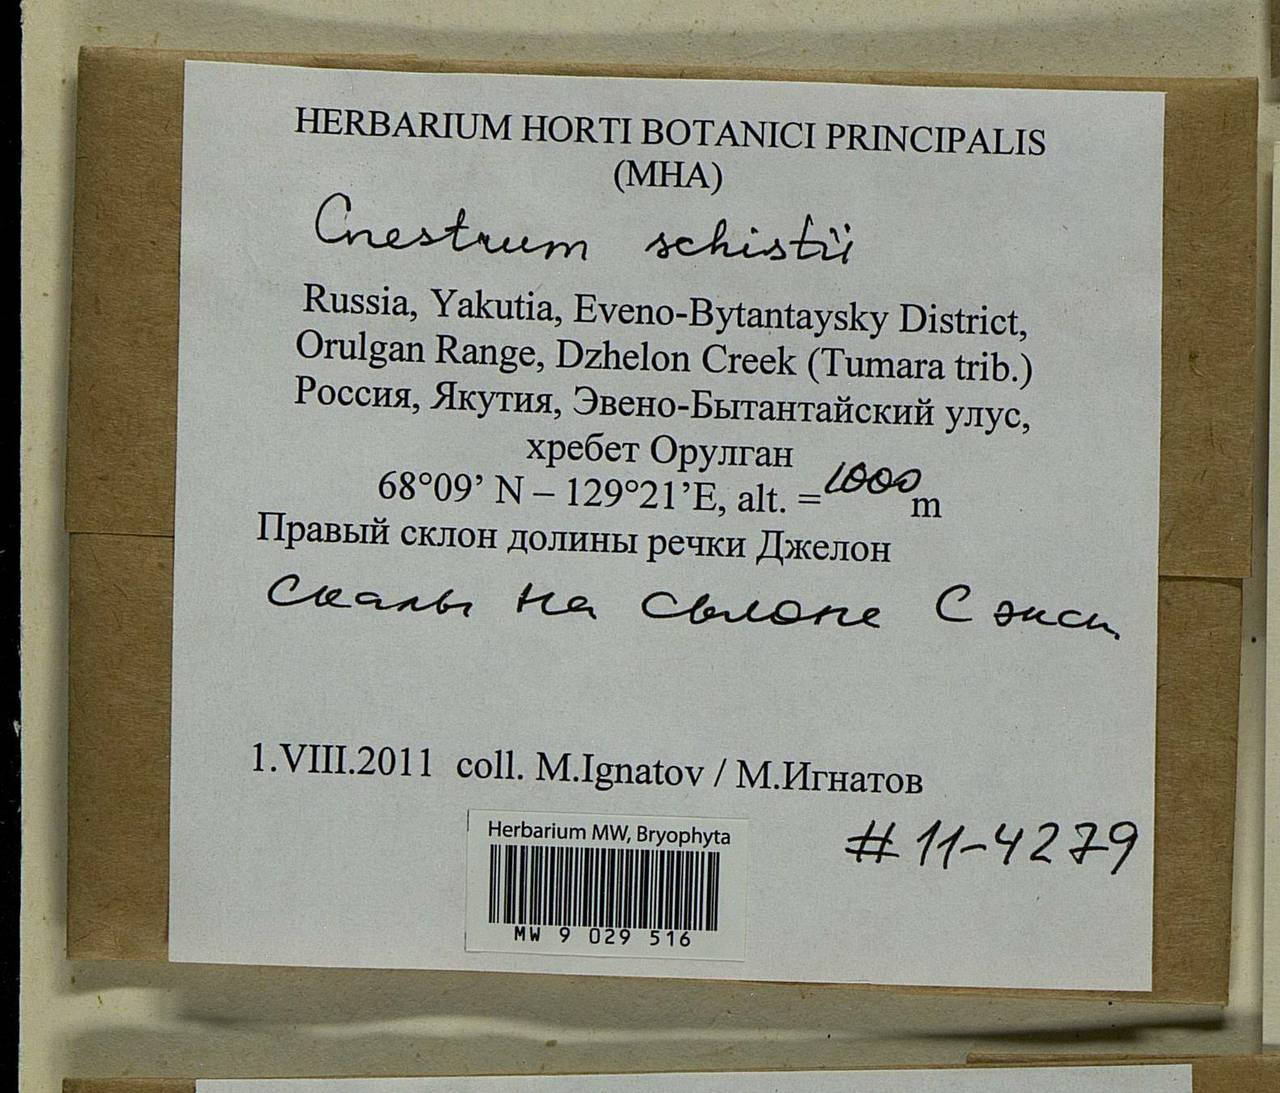 HERBARIUM HORTI BOTANICI PRINCIPALIS
(MHA)
Cnestrum schistii
Russia, Yakutia, Eveno-Bytantaysky District,
Orulgan Range, Dzhelon Creek (Tumara trib.)
Россия, Якутия, Эвено-Бытантайский улус,
хребет Орулган
68°09’ N – 129°21’E, alt. =1000 m
Правый склон долины речки Джелон
скалы на склоне С эксп
1.VIII.2011 coll. M.Ignatov / М.Игнатов
#11-4279
Herbarium MW, Bryophyta
MW 9 029 516